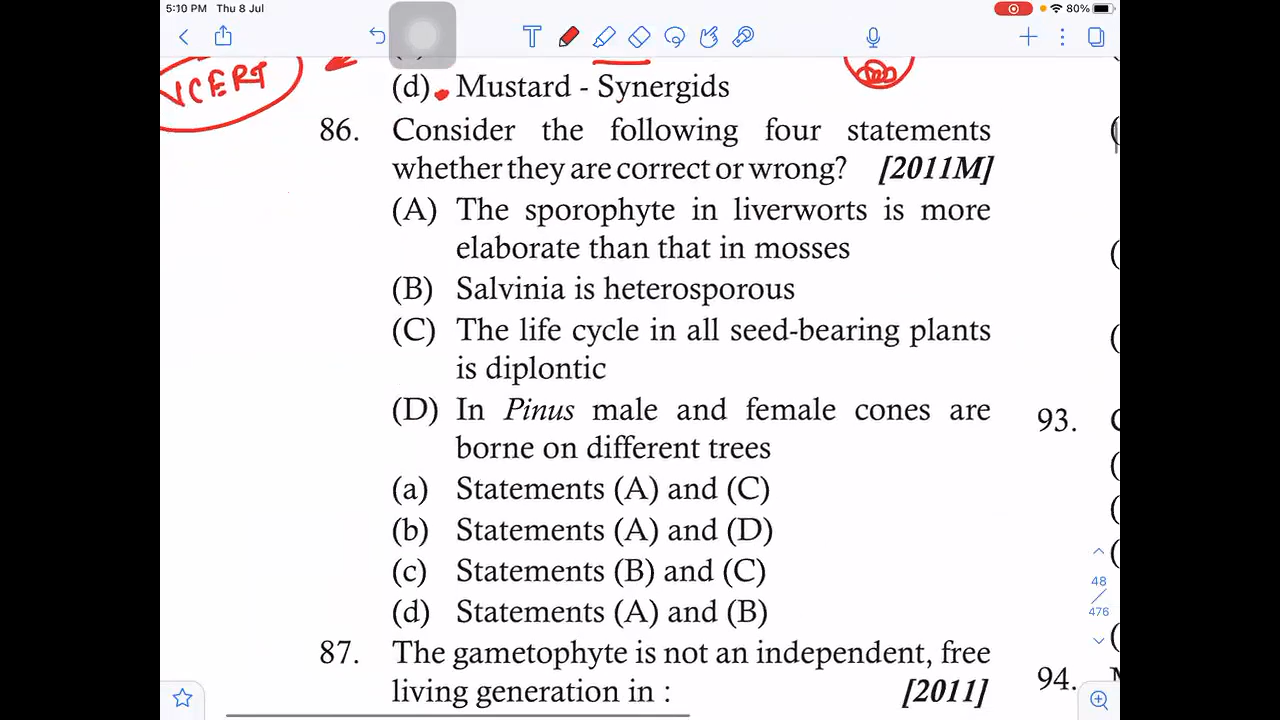 5:10 PM Thu 8 Jul
80%
NCERT
(d) Mustard - Synergids
86. Consider the following four statements
whether they are correct or wrong? [2011M]
(A) The sporophyte in liverworts is more
elaborate than that in mosses
(B) Salvinia is heterosporous
(C) The life cycle in all seed-bearing plants
is diplontic
(D) In Pinus male and female cones are
borne on different trees
(a) Statements (A) and (C)
(b) Statements (A) and (D)
(c) Statements (B) and (C)
(d) Statements (A) and (B)
87. The gametophyte is not an independent, free
living generation in : [2011]
93.
94.
48
/
476